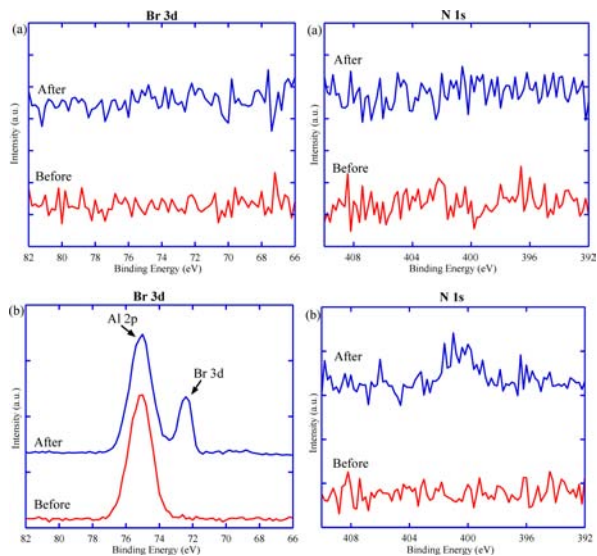 Br 3d
(a)
After
Before
Intensity (a.u.)
82 80 78 76 74 72 70 68 66
Binding Energy (eV)
N 1s
(a)
After
Before
Intensity (a.u.)
408 404 400 396 392
Binding Energy (eV)
Br 3d
(b)
Al 2p
Br 3d
After
Before
Intensity (a.u.)
82 80 78 76 74 72 70 68 66 64 62
Binding Energy (eV)
N 1s
(b)
After
Before
Intensity (a.u.)
408 404 400 396 392
Binding Energy (eV)